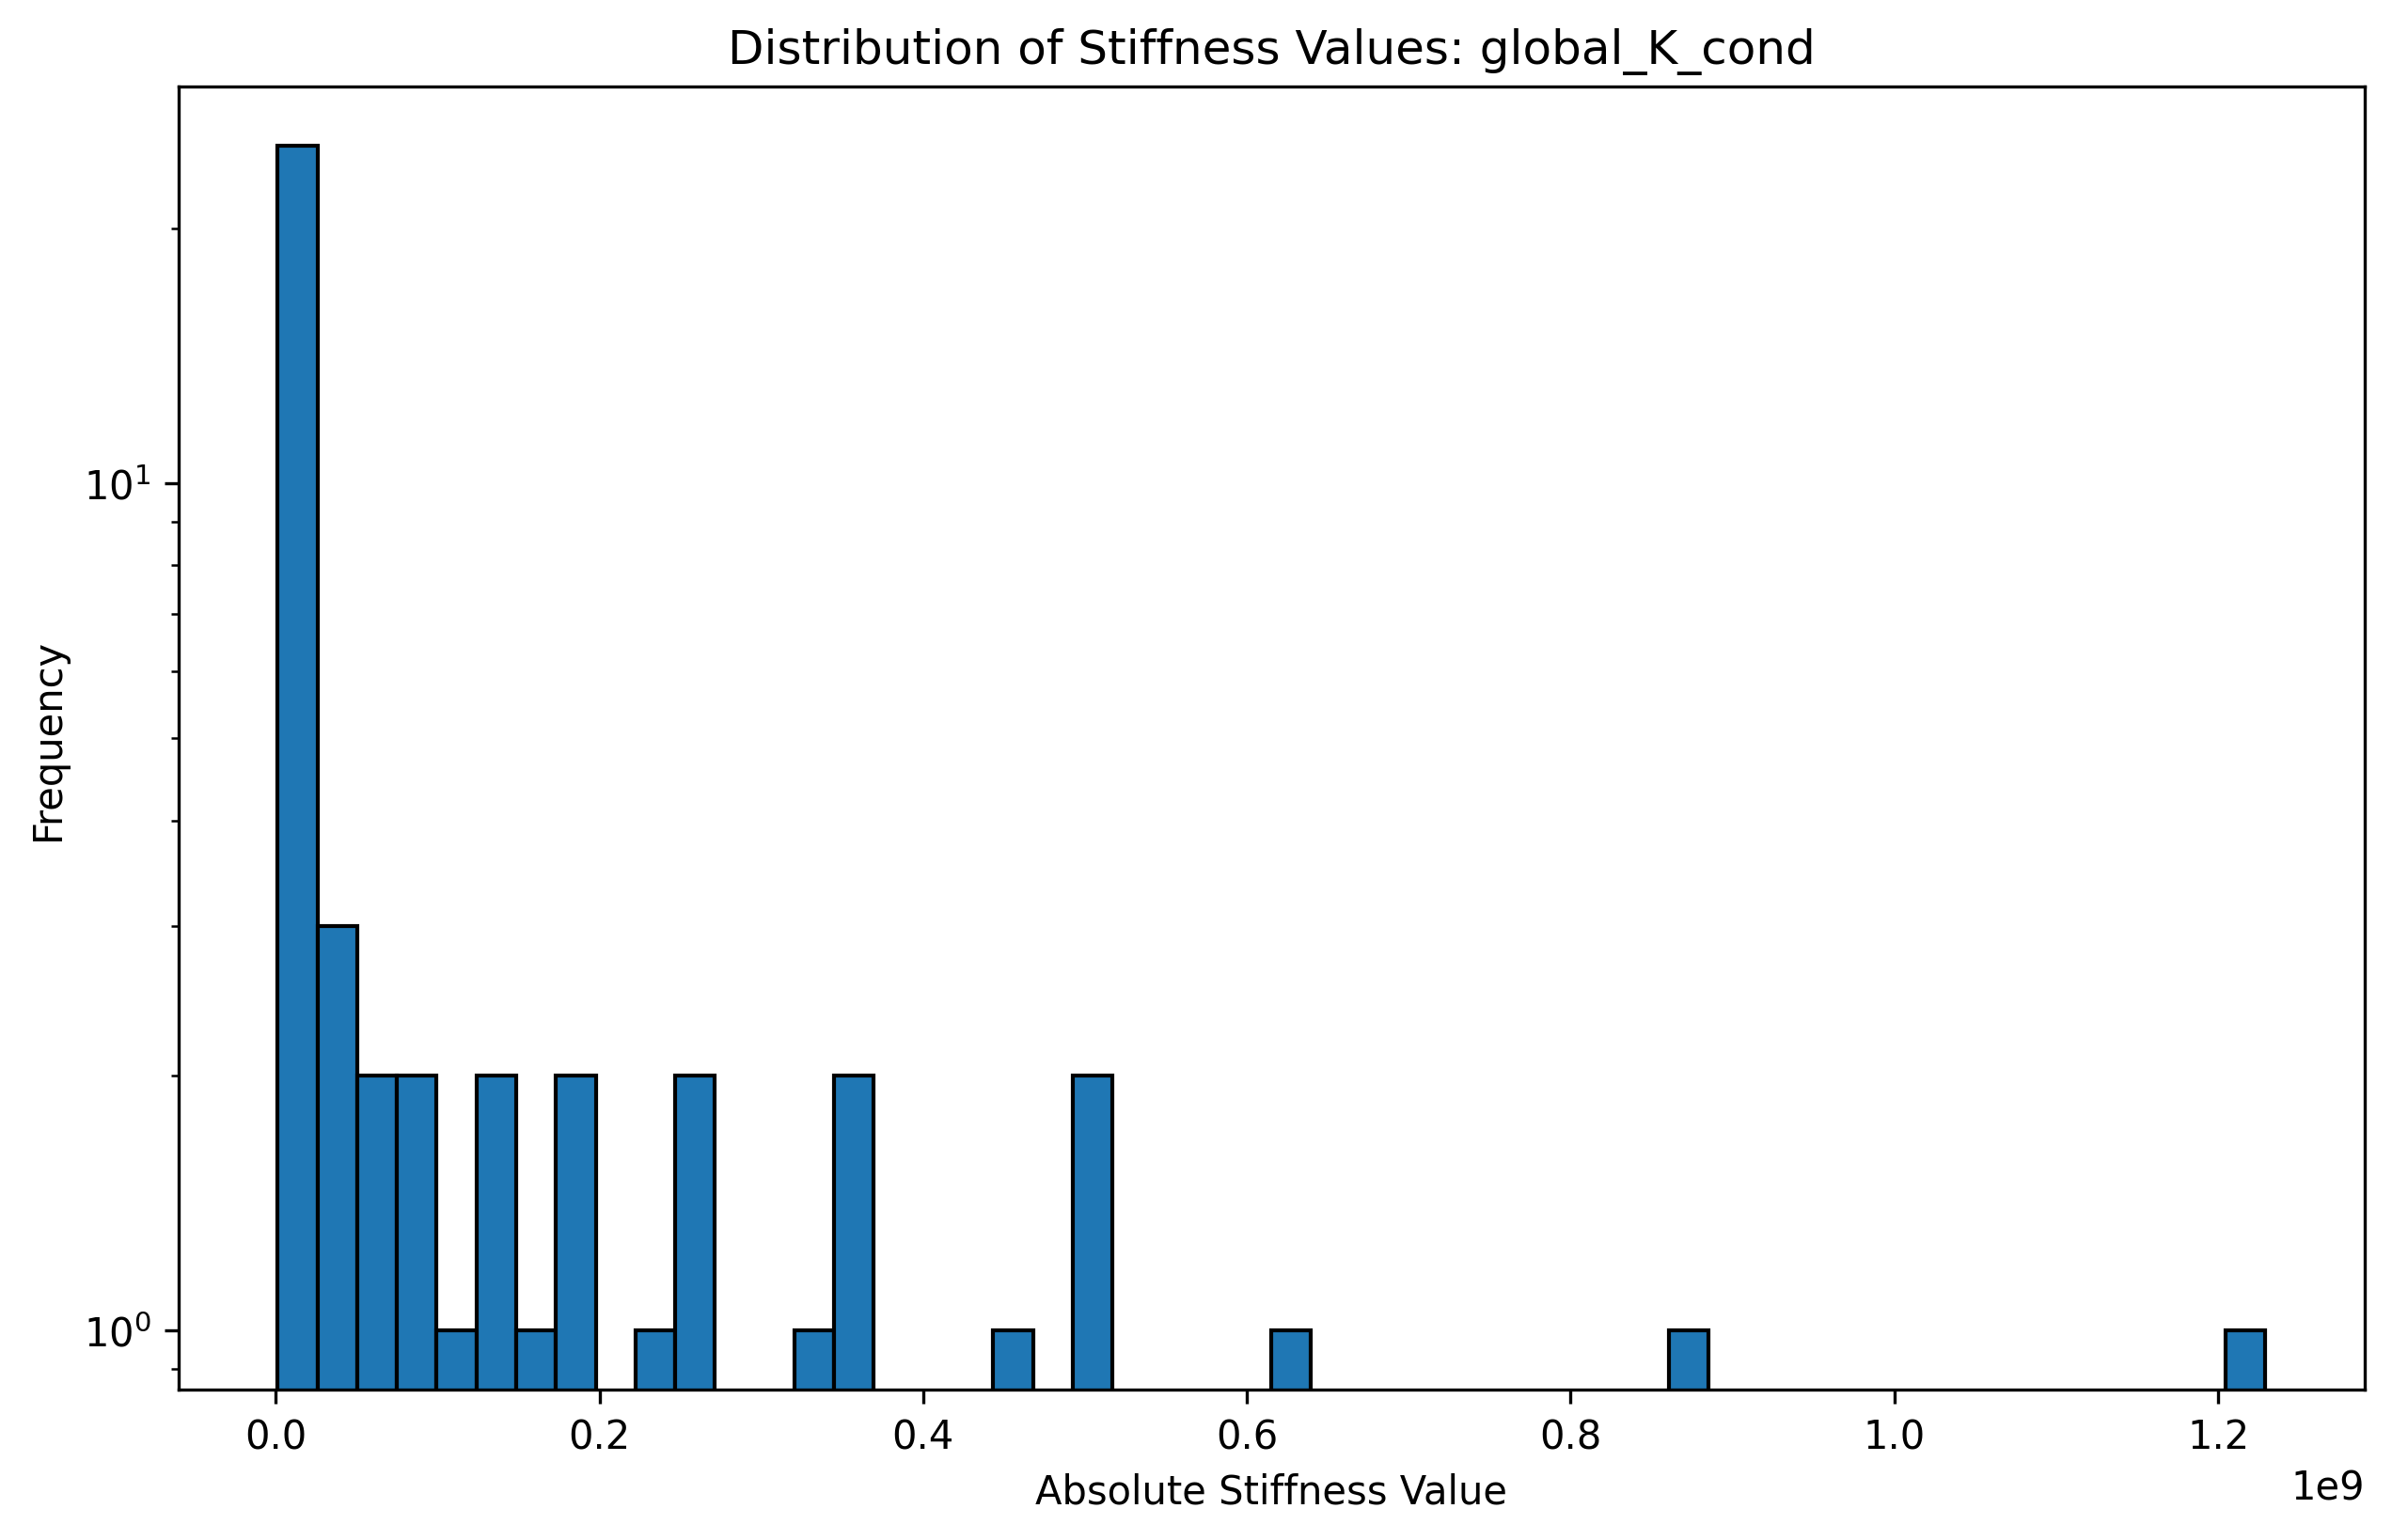 Distribution of Stiffness Values: global_K_cond
Frequency
10¹
10⁰
0.0 0.2 0.4 0.6 0.8 1.0 1.2
1e9
Absolute Stiffness Value